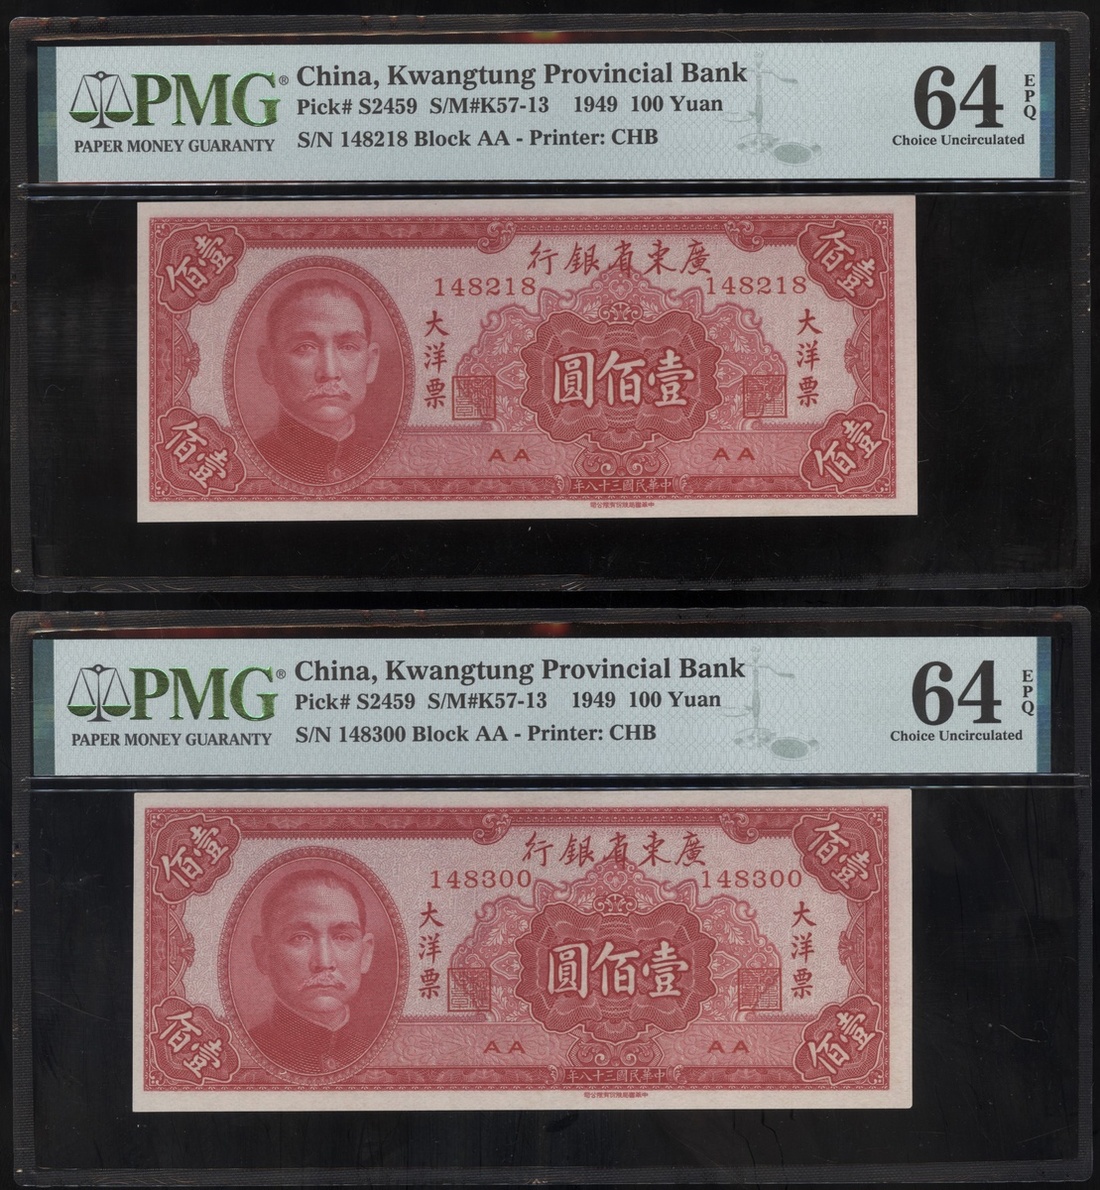 PMG®
PAPER MONEY GUARANTY
China, Kwangtung Provincial Bank
Pick# S2459 S/M#K57-13 1949 100 Yuan
S/N 148218 Block AA - Printer: CHB
64
EPQ
Choice Uncirculated
行銀省東廣
佰壹
佰壹
148218
148218
大洋票
大洋票
圓佰壹
AA
AA
佰壹
佰壹
年八十三國民華中
PMG®
PAPER MONEY GUARANTY
China, Kwangtung Provincial Bank
Pick# S2459 S/M#K57-13 1949 100 Yuan
S/N 148300 Block AA - Printer: CHB
64
EPQ
Choice Uncirculated
行銀省東廣
佰壹
佰壹
148300
148300
大洋票
大洋票
圓佰壹
AA
AA
佰壹
佰壹
年八十三國民華中